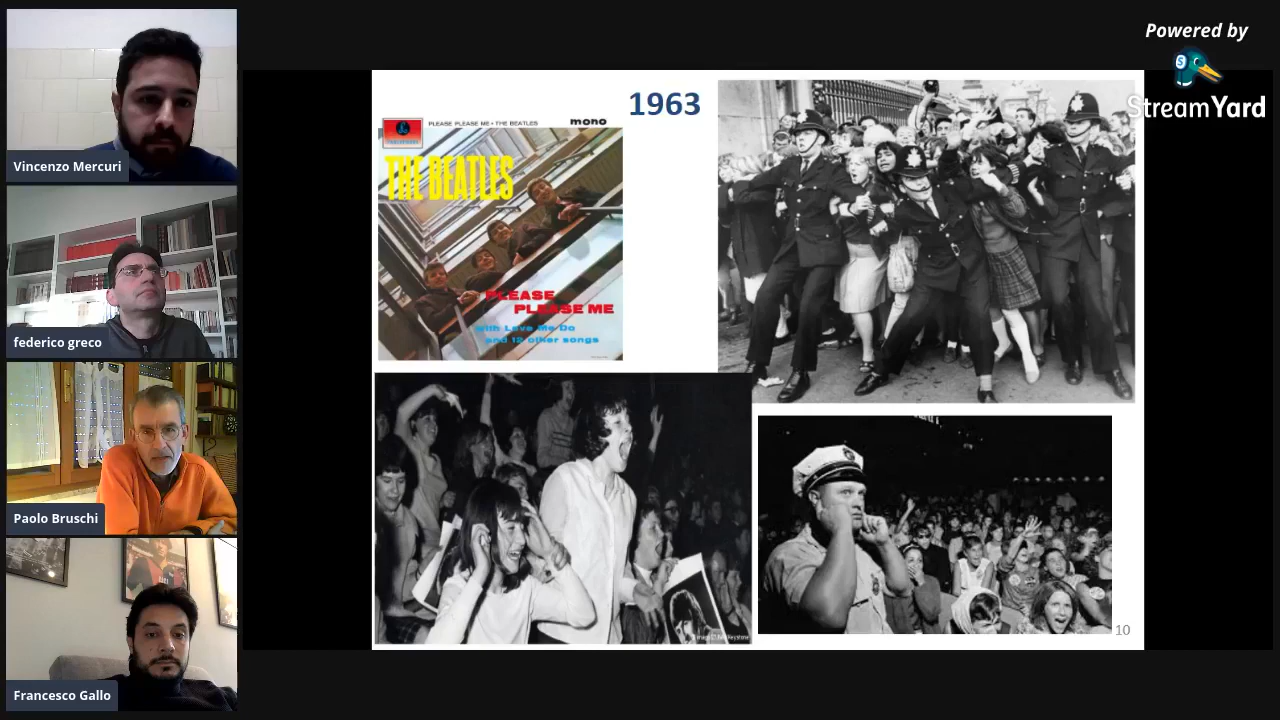 Vincenzo Mercuri
federico greco
Paolo Bruschi
Francesco Gallo
1963
PLEASE PLEASE ME • THE BEATLES
mono
THE BEATLES
PLEASE
PLEASE ME
with Love Me Do
and 12 other songs
10
Powered by
StreamYard